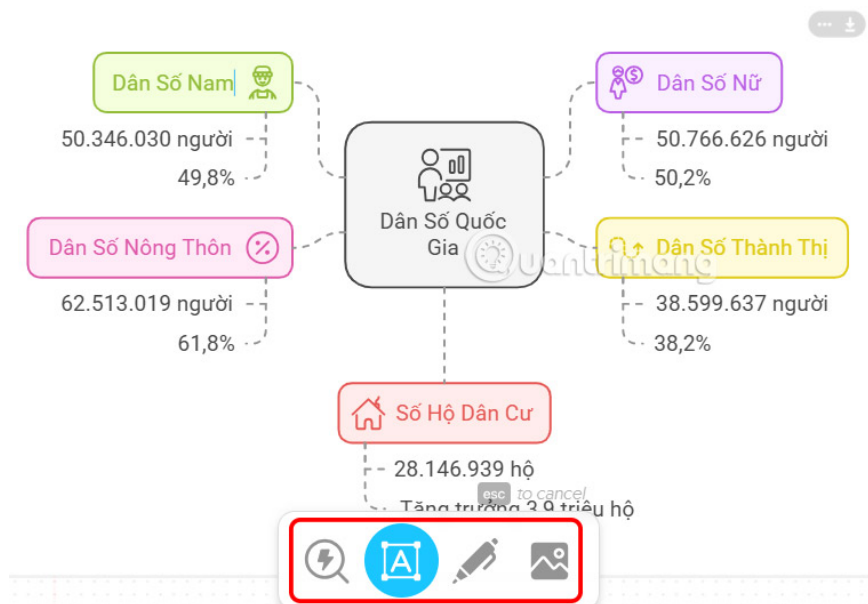 Dân Số Nam
50.346.030 người
49,8%
Dân Số Nữ
50.766.626 người
50,2%
Dân Số Quốc
Gia
Dân Số Nông Thôn
62.513.019 người
61,8%
Dân Số Thành Thị
38.599.637 người
38,2%
Quantrimang
Số Hộ Dân Cư
28.146.939 hộ
esc to cancel
Tăng trưởng 3,9 triệu hộ
A